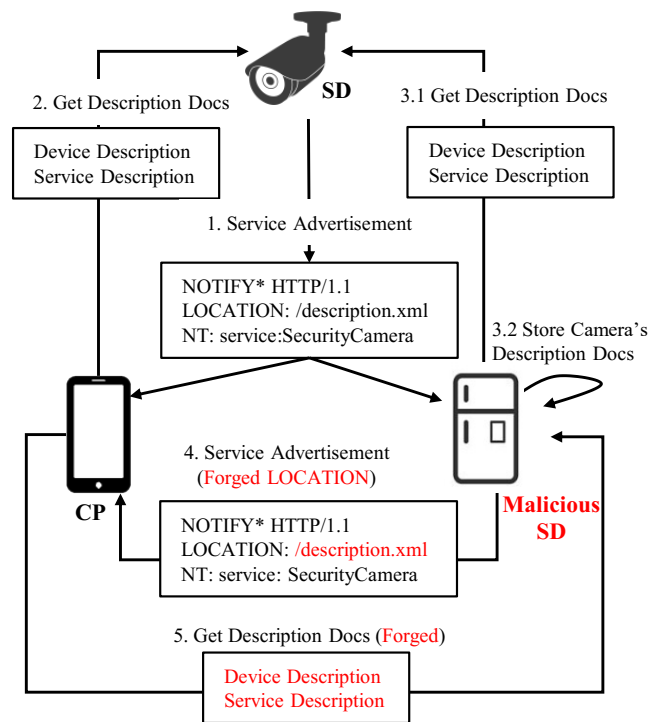 SD
2. Get Description Docs
3.1 Get Description Docs
Device Description
Service Description
Device Description
Service Description
1. Service Advertisement
NOTIFY* HTTP/1.1
LOCATION: /description.xml
NT: service:SecurityCamera
3.2 Store Camera's
Description Docs
4. Service Advertisement
(Forged LOCATION)
CP
Malicious
SD
NOTIFY* HTTP/1.1
LOCATION: /description.xml
NT: service: SecurityCamera
5. Get Description Docs (Forged)
Device Description
Service Description